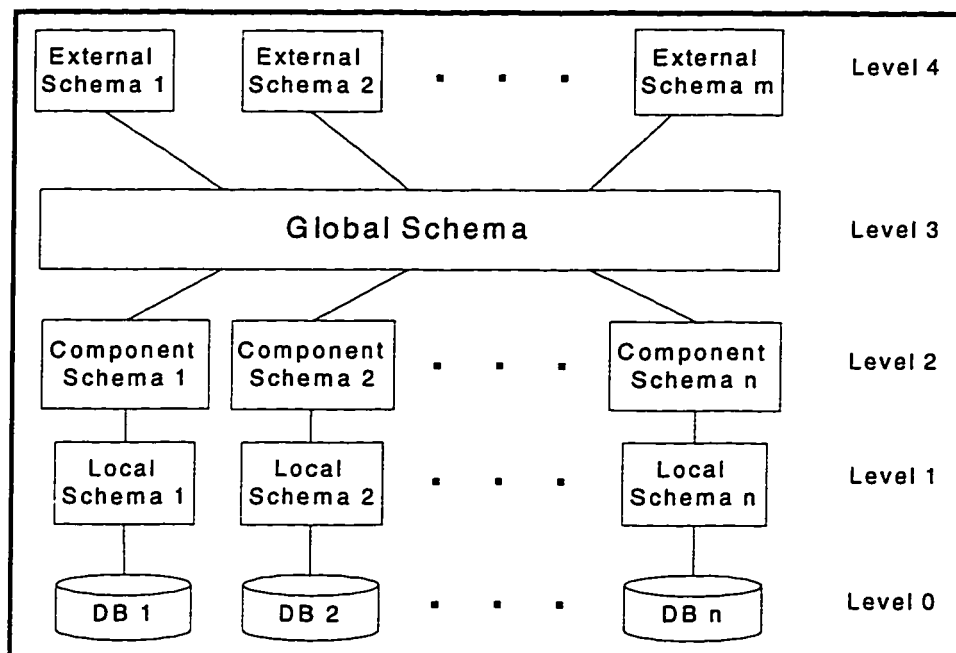 External
Schema 1
External
Schema 2
External
Schema m
Level 4
Global Schema
Level 3
Component
Schema 1
Component
Schema 2
Component
Schema n
Level 2
Local
Schema 1
Local
Schema 2
Local
Schema n
Level 1
DB 1
DB 2
DB n
Level 0